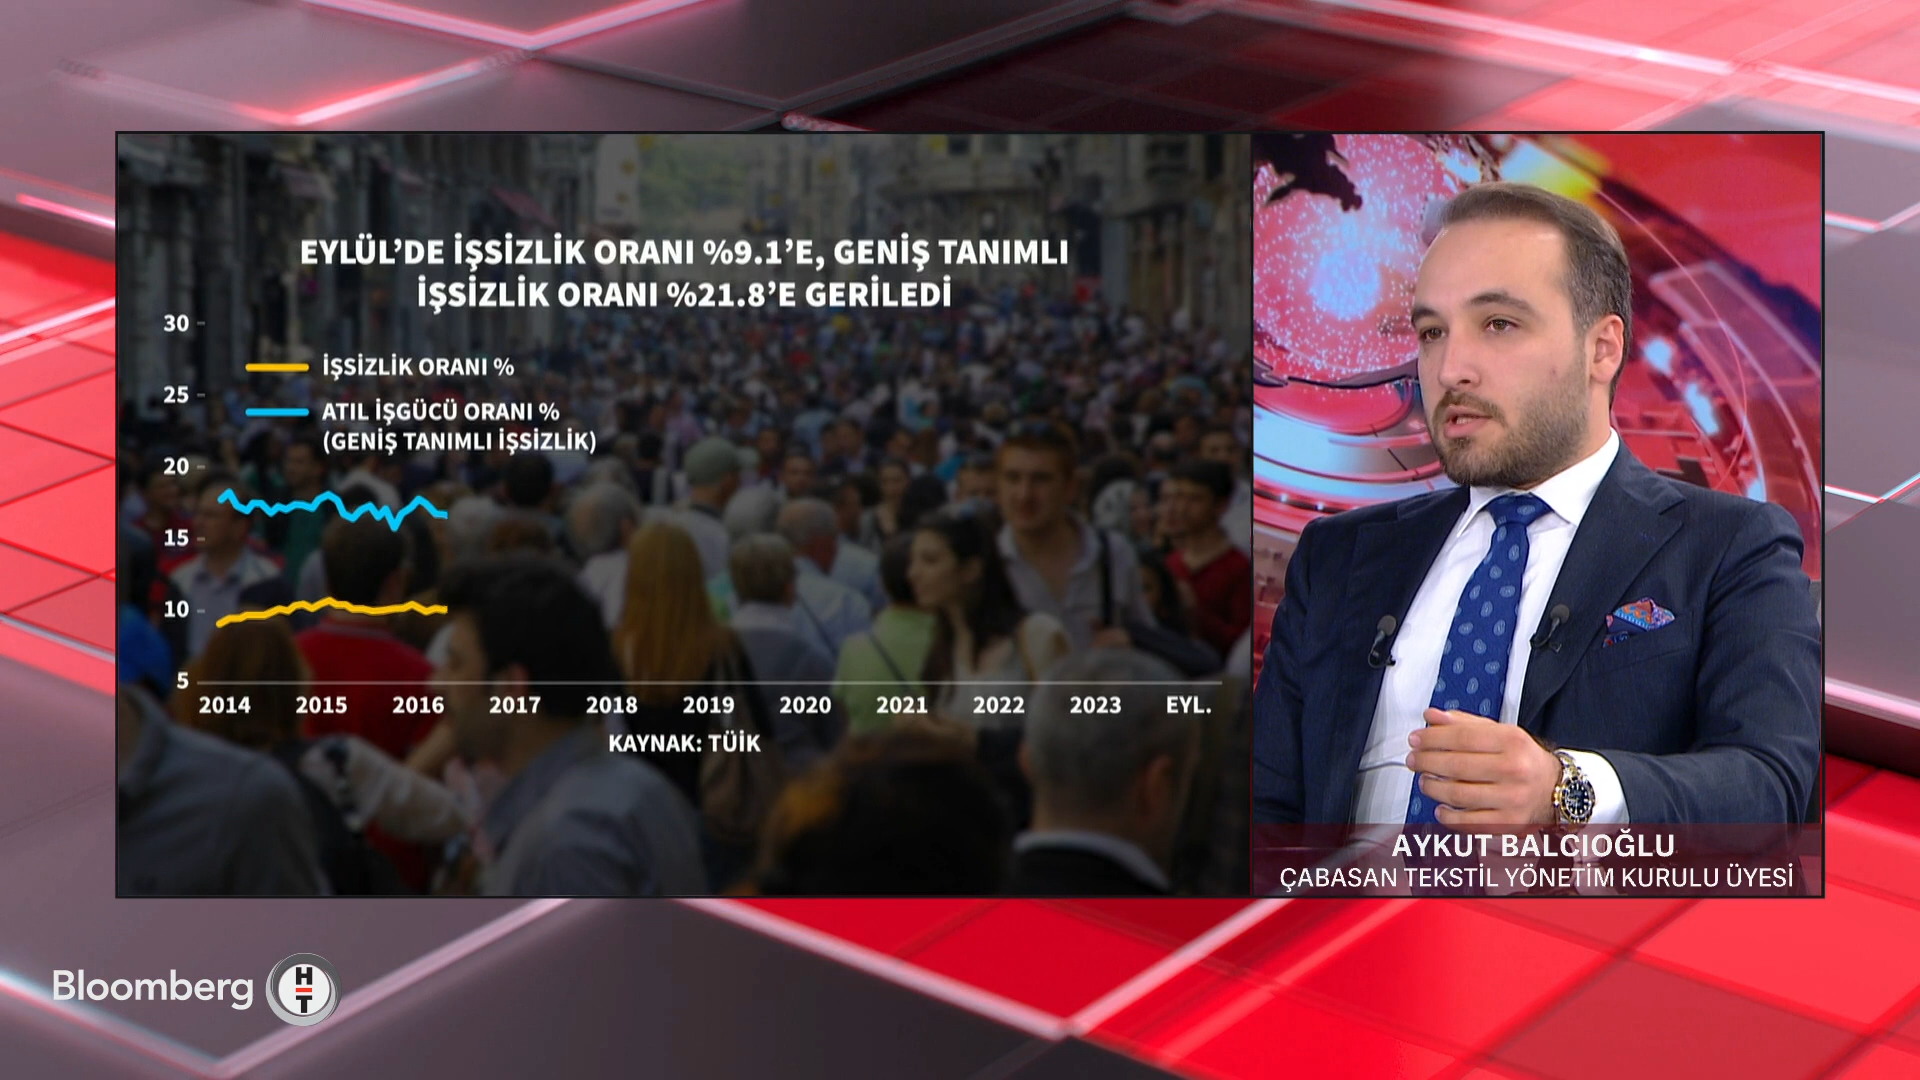 EYLÜL’DE İŞSİZLİK ORANI %9.1’E, GENİŞ TANIMLI
İŞSİZLİK ORANI %21.8’E GERİLEDİ
30
İŞSİZLİK ORANI %
25
ATIL İŞGÜCÜ ORANI %
(GENİŞ TANIMLI İŞSİZLİK)
20
15
10
5
2014 2015 2016 2017 2018 2019 2020 2021 2022 2023 EYL.
KAYNAK: TÜİK
AYKUT BALCIOĞLU
ÇABASAN TEKSTİL YÖNETİM KURULU ÜYESİ
Bloomberg HT